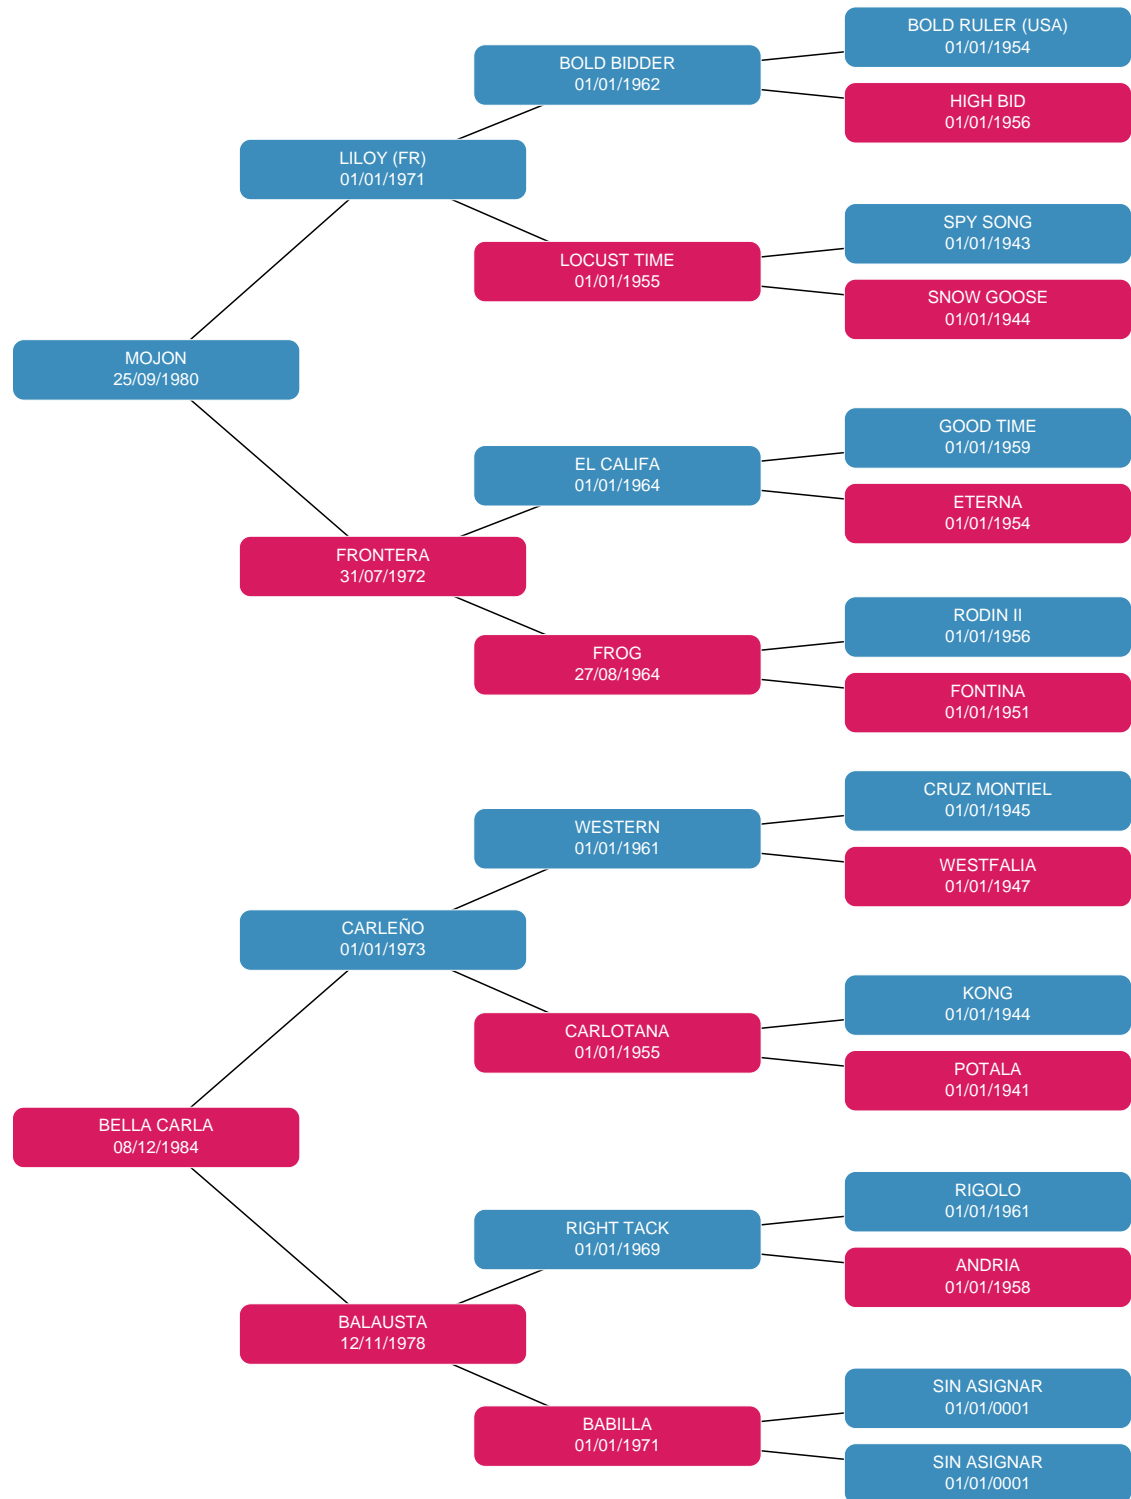 BOLD RULER (USA)
01/01/1954
BOLD BIDDER
01/01/1962
HIGH BID
01/01/1956
LILOY (FR)
01/01/1971
SPY SONG
01/01/1943
LOCUST TIME
01/01/1955
SNOW GOOSE
01/01/1944
MOJON
25/09/1980
GOOD TIME
01/01/1959
EL CALIFA
01/01/1964
ETERNA
01/01/1954
FRONTERA
31/07/1972
RODIN II
01/01/1956
FROG
27/08/1964
FONTINA
01/01/1951
CRUZ MONTIEL
01/01/1945
WESTERN
01/01/1961
WESTFALIA
01/01/1947
CARLEÑO
01/01/1973
KONG
01/01/1944
CARLOTANA
01/01/1955
POTALA
01/01/1941
BELLA CARLA
08/12/1984
RIGOLO
01/01/1961
RIGHT TACK
01/01/1969
ANDRIA
01/01/1958
BALAUSTA
12/11/1978
SIN ASIGNAR
01/01/0001
BABILLA
01/01/1971
SIN ASIGNAR
01/01/0001